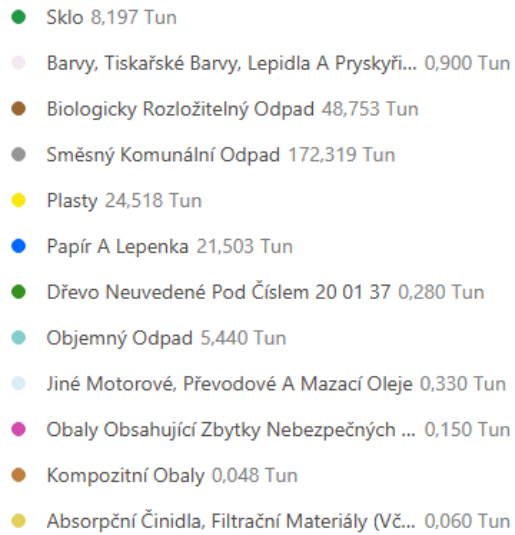 Sklo 8,197 Tun
Barvy, Tiskařské Barvy, Lepidla A Pryskyři... 0,900 Tun
Biologicky Rozložitelný Odpad 48,753 Tun
Směsný Komunální Odpad 172,319 Tun
Plasty 24,518 Tun
Papír A Lepenka 21,503 Tun
Dřevo Neuvedené Pod Číslem 20 01 37 0,280 Tun
Objemný Odpad 5,440 Tun
Jiné Motorové, Převodové A Mazací Oleje 0,330 Tun
Obaly Obsahující Zbytky Nebezpečných ... 0,150 Tun
Kompozitní Obaly 0,048 Tun
Absorpční Činidla, Filtrační Materiály (Vč... 0,060 Tun